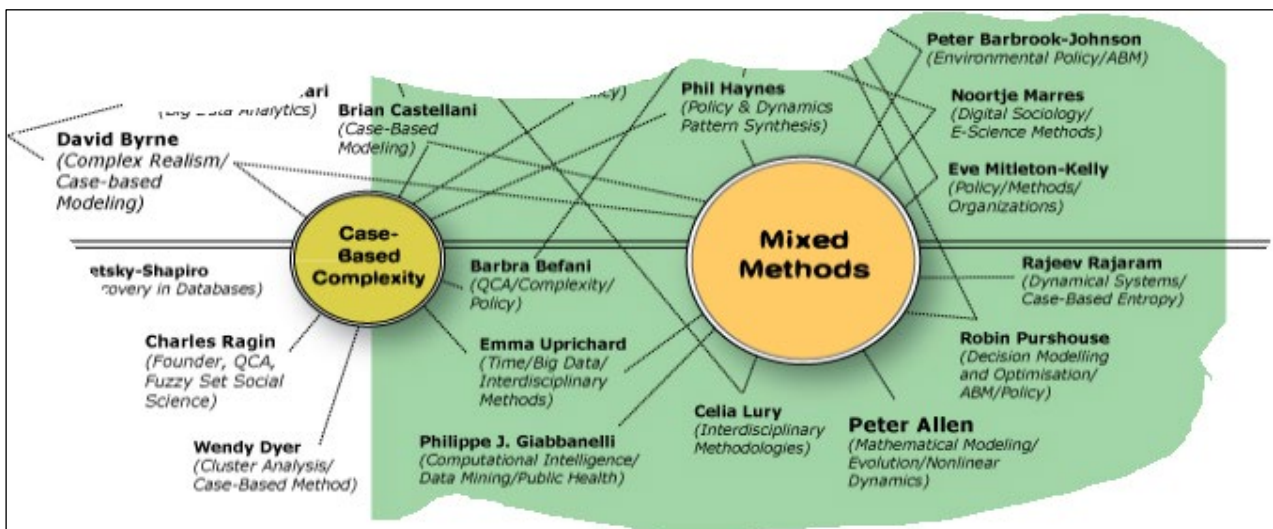 Peter Barbrook-Johnson
(Environmental Policy/ABM)
Phil Haynes
(Policy & Dynamics
Pattern Synthesis)
Noortje Marres
(Digital Sociology/
E-Science Methods)
Brian Castellani
(Case-Based
Modeling)
David Byrne
(Complex Realism/
Case-based
Modeling)
Eve Mitleton-Kelly
(Policy/Methods/
Organizations)
Case-
Based
Complexity
Mixed
Methods
etsky-Shapiro
covery in Databases)
Barbra Befani
(QCA/Complexity/
Policy)
Rajeev Rajaram
(Dynamical Systems/
Case-Based Entropy)
Charles Ragin
(Founder, QCA,
Fuzzy Set Social
Science)
Emma Uprichard
(Time/Big Data/
Interdisciplinary
Methods)
Robin Purshouse
(Decision Modelling
and Optimisation/
ABM/Policy)
Wendy Dyer
(Cluster Analysis/
Case-Based Method)
Philippe J. Giabbanelli
(Computational Intelligence/
Data Mining/Public Health)
Celia Lury
(Interdisciplinary
Methodologies)
Peter Allen
(Mathematical Modeling/
Evolution/Nonlinear
Dynamics)